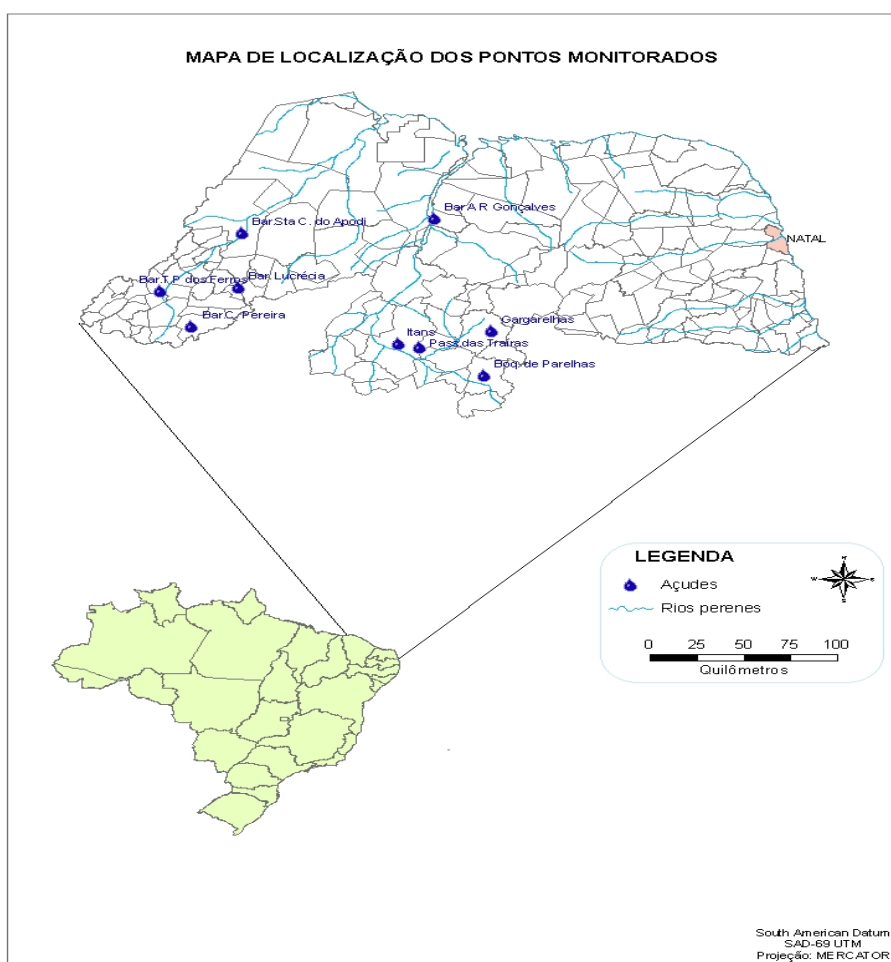 MAPA DE LOCALIZAÇÃO DOS PONTOS MONITORADOS
Bar.A R Gonçalves
Bar.Sta C. do Apodi
NATAL
Bar.T.P dos Ferros
Bar. Lucrécia
Bar.C. Pereira
Gargarelhas
Itans
Pass.das Traíras
Boq. de Parelhas
LEGENDA
Açudes
Rios perenes
N
W E
S
0 25 50 75 100
Quilômetros
South American Datum
SAD-69 UTM
Projeção: MERCATOR